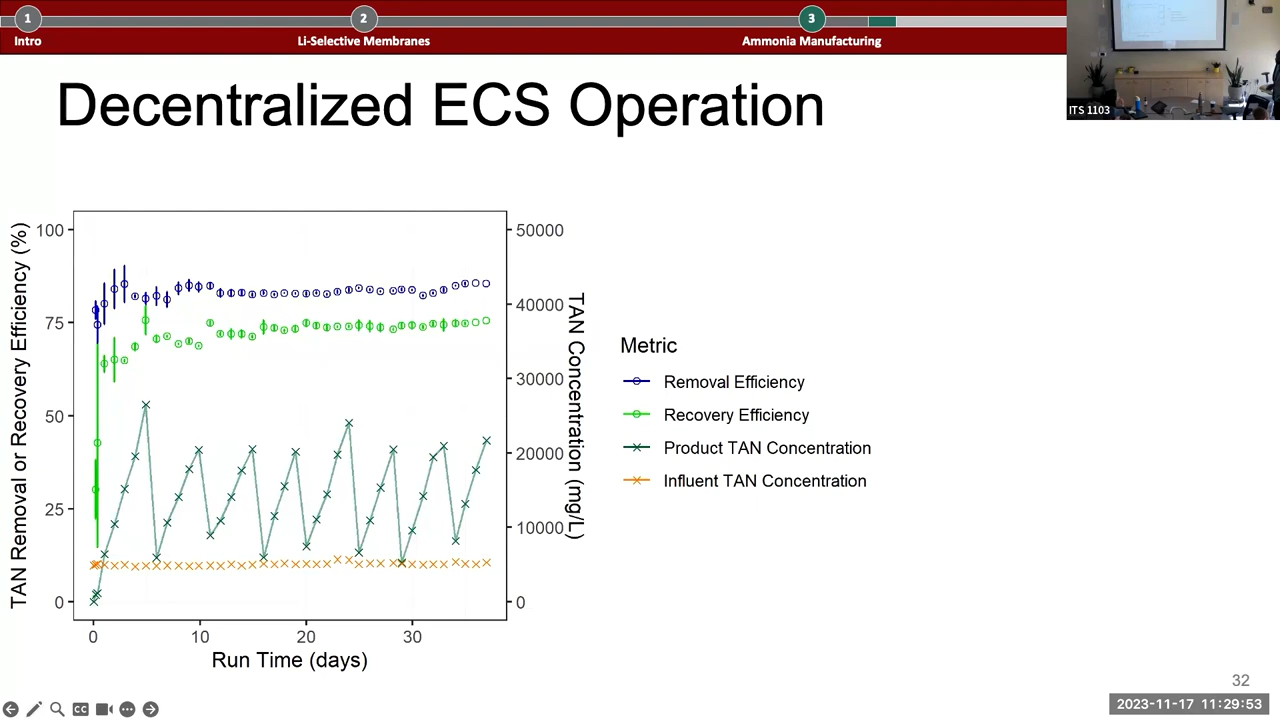 1
2
3
Intro
Li-Selective Membranes
Ammonia Manufacturing
ITS 1103
Decentralized ECS Operation
TAN Removal or Recovery Efficiency (%)
100
75
50
25
0
50000
40000
30000
20000
10000
0
TAN Concentration (mg/L)
0
10
20
30
Run Time (days)
Metric
Removal Efficiency
Recovery Efficiency
Product TAN Concentration
Influent TAN Concentration
32
CC
2023-11-17 11:29:53